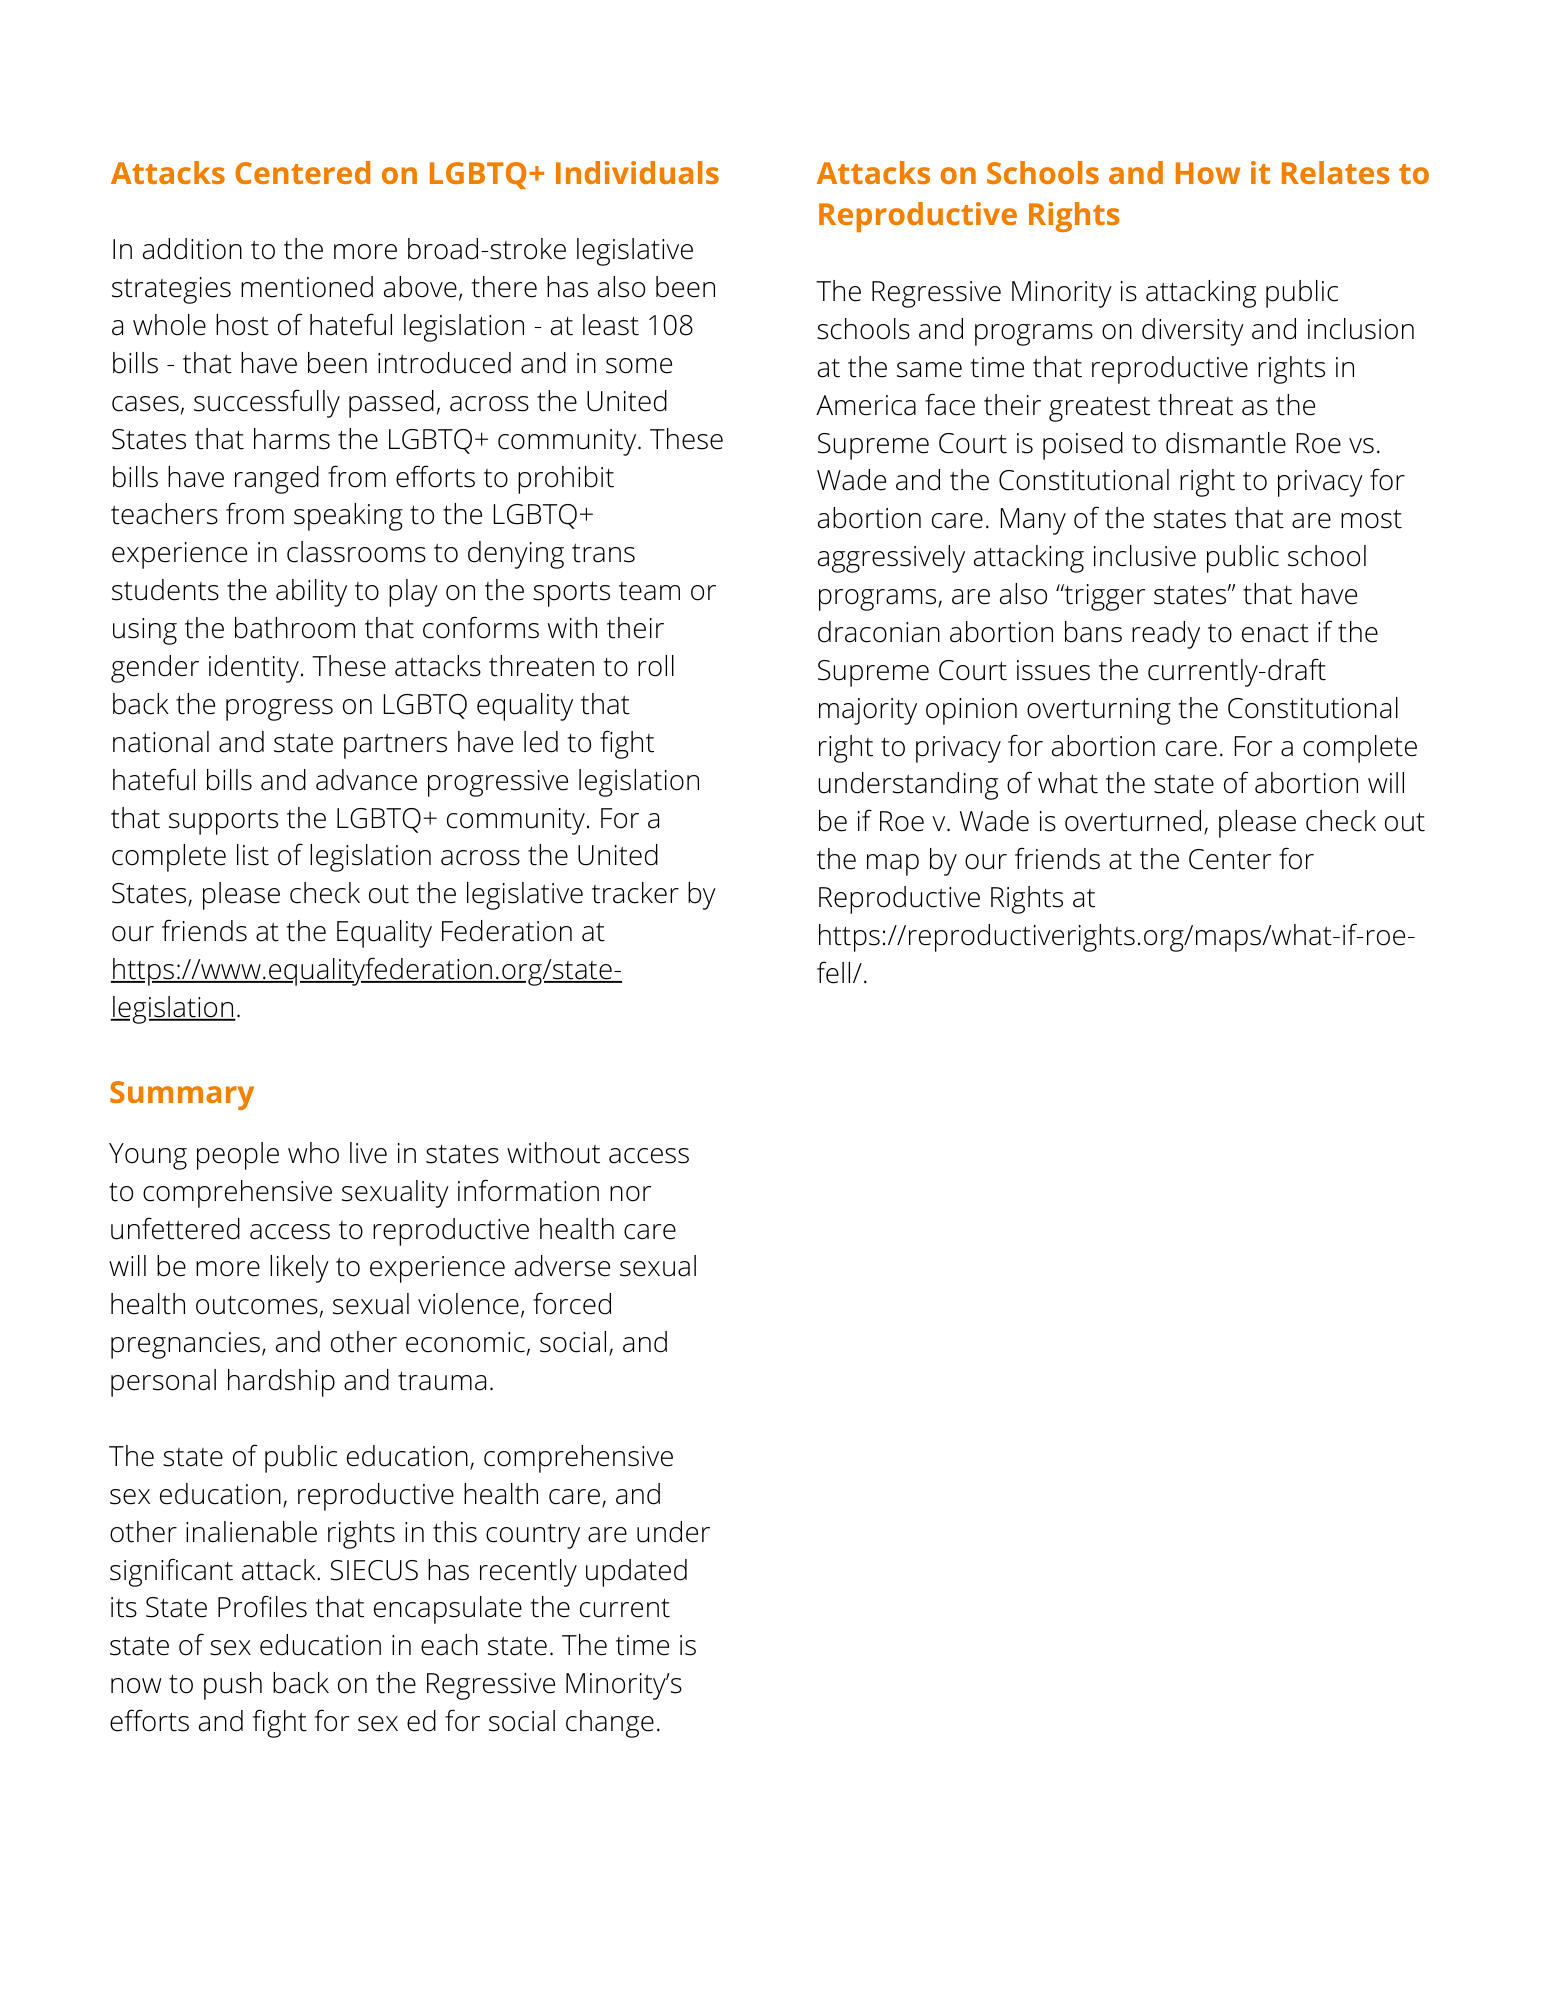 Attacks Centered on LGBTQ+ Individuals
In addition to the more broad-stroke legislative
strategies mentioned above, there has also been
a whole host of hateful legislation - at least 108
bills - that have been introduced and in some
cases, successfully passed, across the United
States that harms the LGBTQ+ community. These
bills have ranged from efforts to prohibit
teachers from speaking to the LGBTQ+
experience in classrooms to denying trans
students the ability to play on the sports team or
using the bathroom that conforms with their
gender identity. These attacks threaten to roll
back the progress on LGBTQ equality that
national and state partners have led to fight
hateful bills and advance progressive legislation
that supports the LGBTQ+ community. For a
complete list of legislation across the United
States, please check out the legislative tracker by
our friends at the Equality Federation at
https://www.equalityfederation.org/state-
legislation.
Attacks on Schools and How it Relates to
Reproductive Rights
The Regressive Minority is attacking public
schools and programs on diversity and inclusion
at the same time that reproductive rights in
America face their greatest threat as the
Supreme Court is poised to dismantle Roe vs.
Wade and the Constitutional right to privacy for
abortion care. Many of the states that are most
aggressively attacking inclusive public school
programs, are also “trigger states” that have
draconian abortion bans ready to enact if the
Supreme Court issues the currently-draft
majority opinion overturning the Constitutional
right to privacy for abortion care. For a complete
understanding of what the state of abortion will
be if Roe v. Wade is overturned, please check out
the map by our friends at the Center for
Reproductive Rights at
https://reproductiverights.org/maps/what-if-roe-
fell/.
Summary
Young people who live in states without access
to comprehensive sexuality information nor
unfettered access to reproductive health care
will be more likely to experience adverse sexual
health outcomes, sexual violence, forced
pregnancies, and other economic, social, and
personal hardship and trauma.
The state of public education, comprehensive
sex education, reproductive health care, and
other inalienable rights in this country are under
significant attack. SIECUS has recently updated
its State Profiles that encapsulate the current
state of sex education in each state. The time is
now to push back on the Regressive Minority’s
efforts and fight for sex ed for social change.